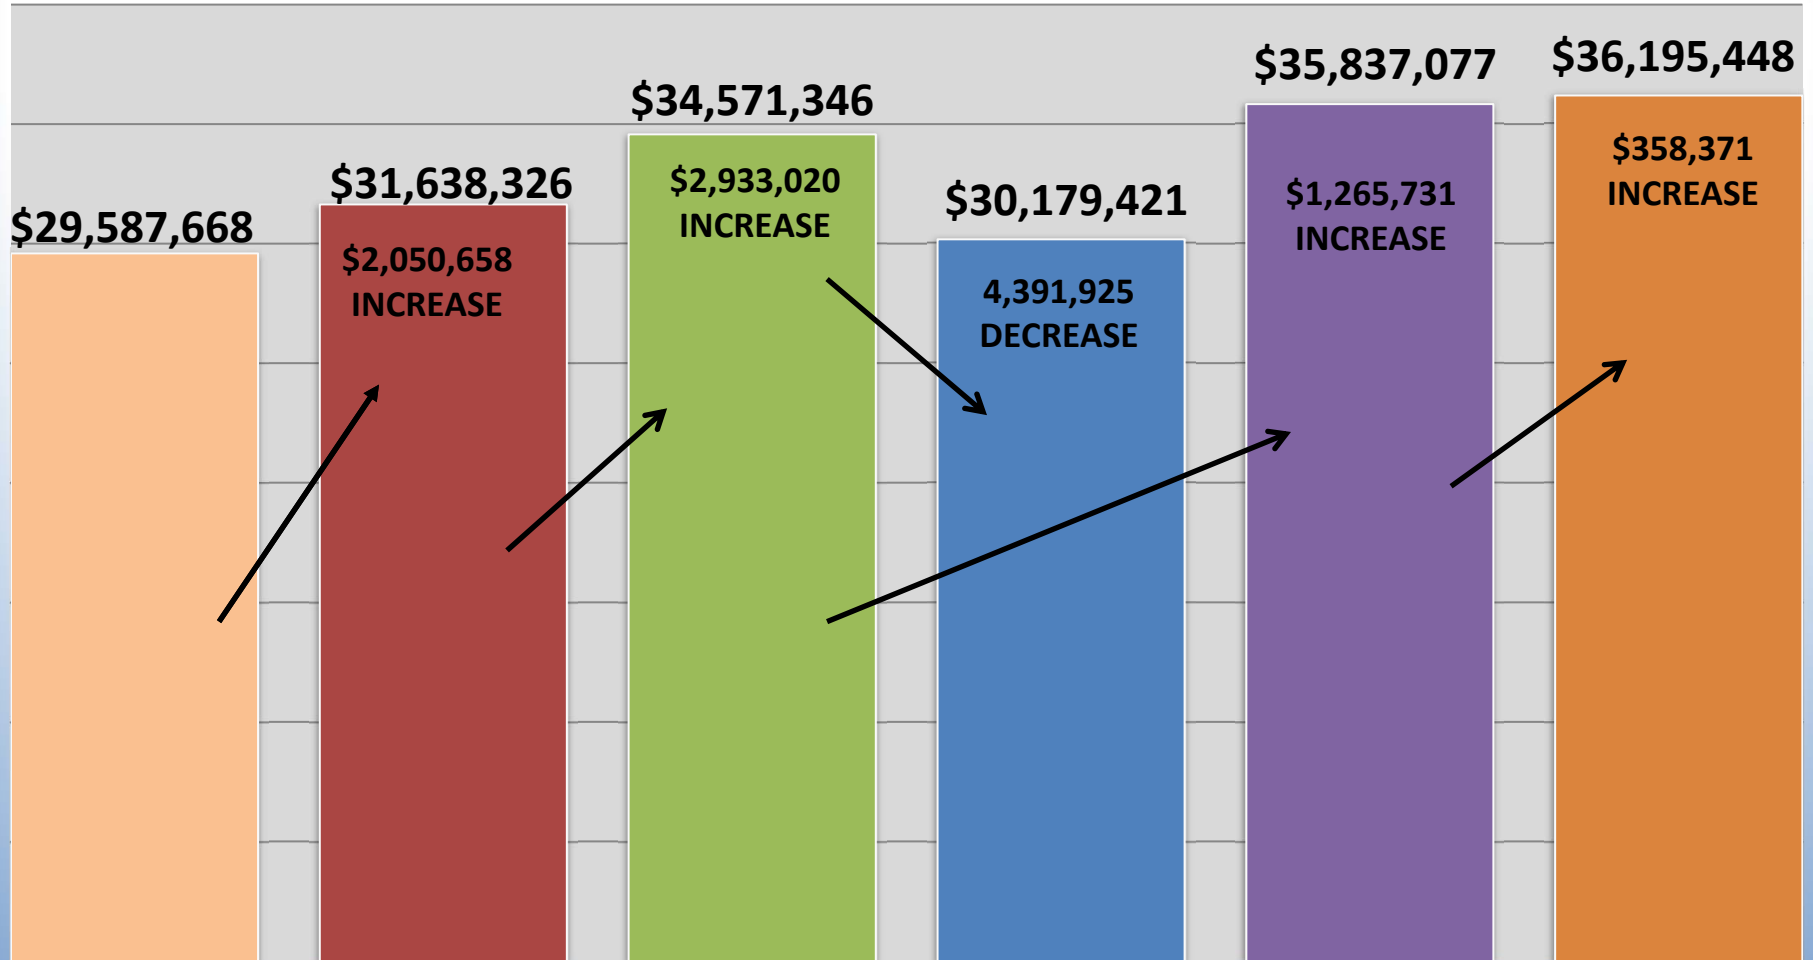 $29,587,668
$31,638,326
$2,050,658
INCREASE
$34,571,346
$2,933,020
INCREASE
$30,179,421
4,391,925
DECREASE
$35,837,077
$1,265,731
INCREASE
$36,195,448
$358,371
INCREASE